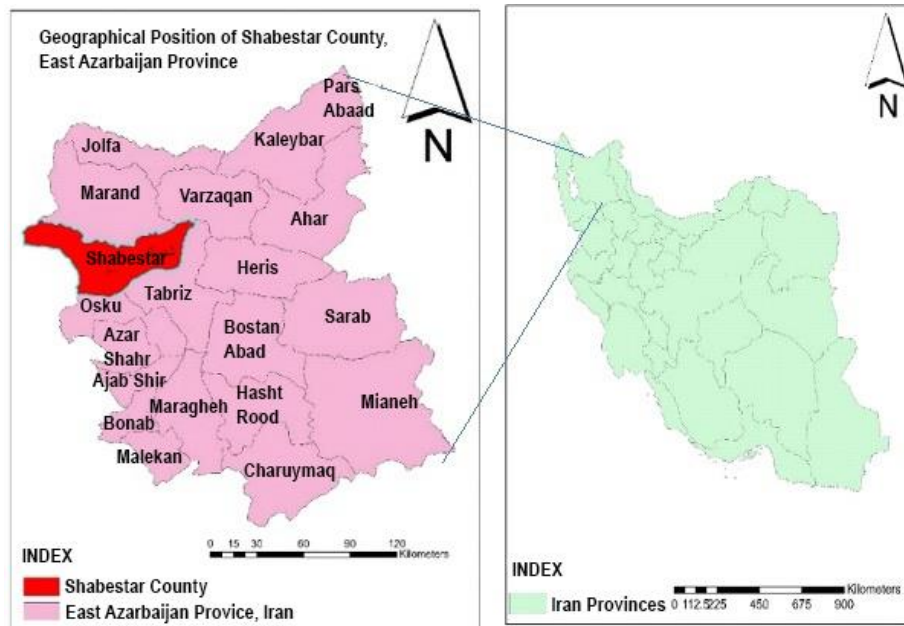 Geographical Position of Shabestar County,
East Azarbaijan Province
N
Pars
Abaad
Kaleybar
Jolfa
Marand
Varzaqan
Ahar
Shabestar
Heris
Tabriz
Osku
Sarab
Azar
Shahr
Bostan
Abad
Ajab Shir
Maragheh
Hasht
Rood
Mianeh
Bonab
Malekan
Charuymaq
0 15 30 60 90 120
Kilometers
INDEX
Shabestar County
East Azarbaijan Provice, Iran
N
INDEX
Iran Provinces
Kilometers
0 112.5225 450 675 900